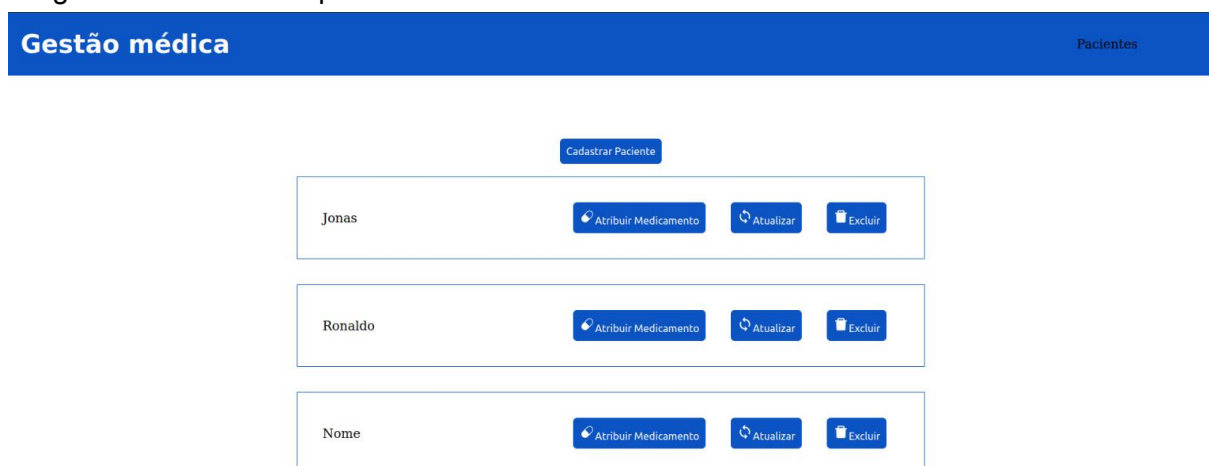 Gestão médica Pacientes
Cadastrar Paciente
Jonas Atribuir Medicamento Atualizar Excluir
Ronaldo Atribuir Medicamento Atualizar Excluir
Nome Atribuir Medicamento Atualizar Excluir